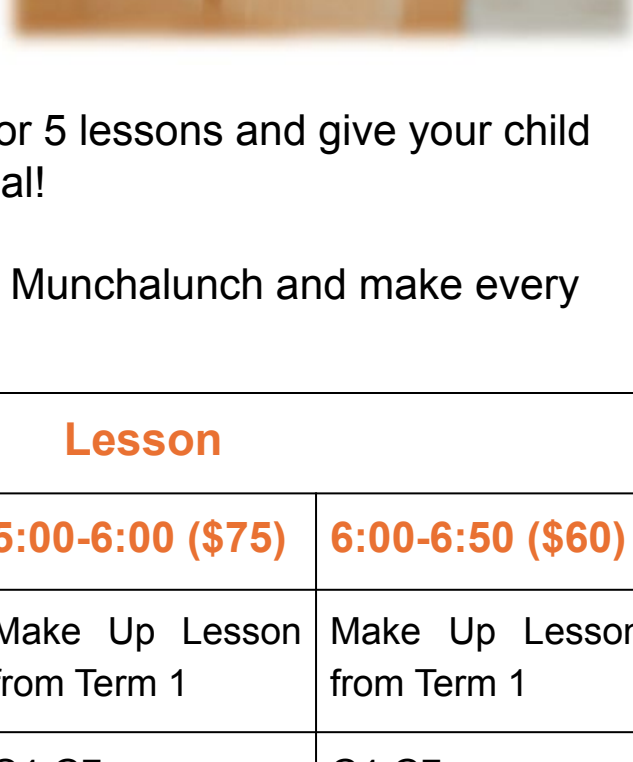 or 5 lessons and give your child
al!
Munchalunch and make every
Lesson
5:00-6:00 ($75) 6:00-6:50 ($60)
Make Up Lesson Make Up Lesson
from Term 1 from Term 1